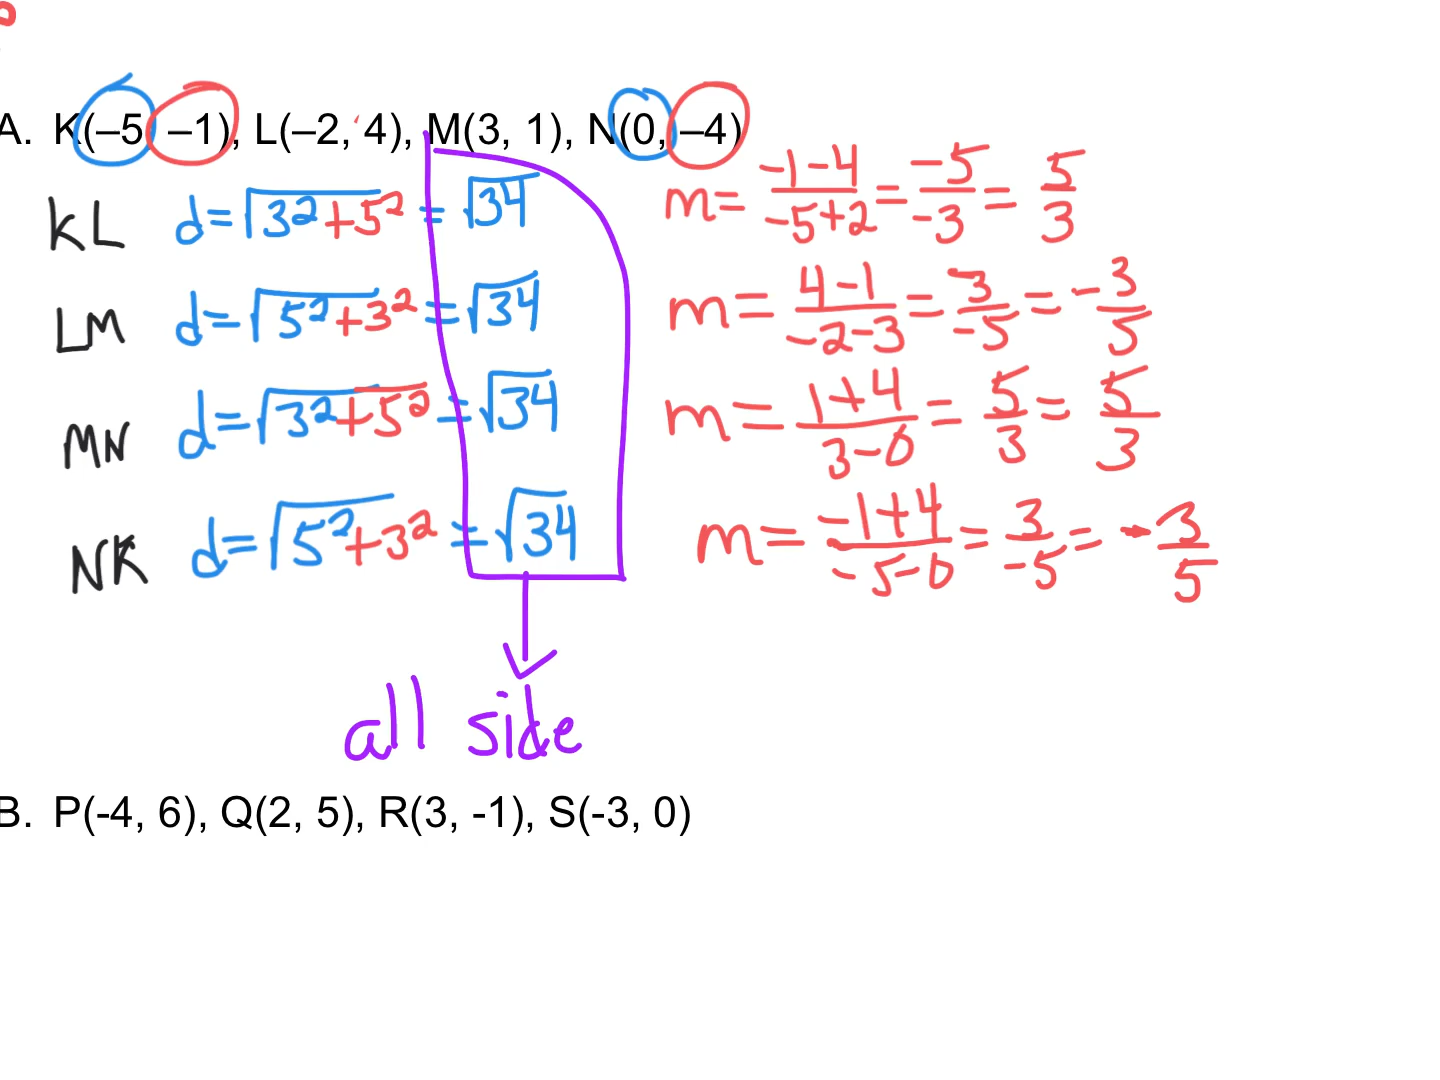 A. K(–5, –1), L(–2, 4), M(3, 1), N(0, –4)
KL d=√3²+5² = √34 m= -1-4/-5+2 = -5/-3 = 5/3
LM d=√5²+3² = √34 m= 4-1/-2-3 = 3/-5 = -3/5
MN d=√3²+5² = √34 m= 1+4/3-0 = 5/3 = 5/3
NK d=√5²+3² = √34 m= -1+4/-5-0 = 3/-5 = -3/5
all side
B. P(-4, 6), Q(2, 5), R(3, -1), S(-3, 0)